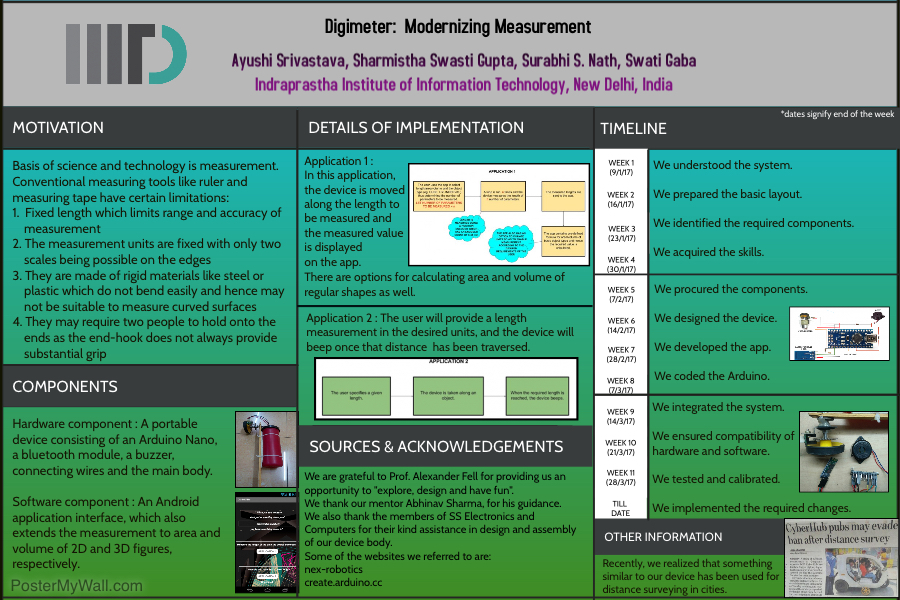 Digimeter: Modernizing Measurement
Ayushi Srivastava, Sharmistha Swasti Gupta, Surabhi S. Nath, Swati Gaba
Indraprastha Institute of Information Technology, New Delhi, India
MOTIVATION
Basis of science and technology is measurement.
Conventional measuring tools like ruler and
measuring tape have certain limitations:
1. Fixed length which limits range and accuracy of
measurement
2. The measurement units are fixed with only two
scales being possible on the edges
3. They are made of rigid materials like steel or
plastic which do not bend easily and hence may
not be suitable to measure curved surfaces
4. They may require two people to hold onto the
ends as the end-hook does not always provide
substantial grip
COMPONENTS
Hardware component : A portable
device consisting of an Arduino Nano,
a bluetooth module, a buzzer,
connecting wires and the main body.
Software component : An Android
application interface, which also
extends the measurement to area and
volume of 2D and 3D figures,
respectively.
PosterMyWall.com
DETAILS OF IMPLEMENTATION
Application 1 :
In this application,
the device is moved
along the length to
be measured and
the measured value
is displayed
on the app.
APPLICATION 1
There are options for calculating area and volume of
regular shapes as well.
Application 2 : The user will provide a length
measurement in the desired units, and the device will
beep once that distance has been traversed.
APPLICATION 2
The user specifies a given
length.
The device is taken along an
object.
When the required length is
reached, the device beeps.
SOURCES & ACKNOWLEDGEMENTS
We are grateful to Prof. Alexander Fell for providing us an
opportunity to "explore, design and have fun".
We thank our mentor Abhinav Sharma, for his guidance.
We also thank the members of SS Electronics and
Computers for their kind assistance in design and assembly
of our device body.
Some of the websites we referred to are:
nex-robotics
create.arduino.cc
*dates signify end of the week
TIMELINE
WEEK 1
(9/1/17)
We understood the system.
WEEK 2
(16/1/17)
We prepared the basic layout.
WEEK 3
(23/1/17)
We identified the required components.
WEEK 4
(30/1/17)
We acquired the skills.
WEEK 5
(7/2/17)
We procured the components.
WEEK 6
(14/2/17)
We designed the device.
WEEK 7
(28/2/17)
We developed the app.
WEEK 8
(7/3/17)
We coded the Arduino.
WEEK 9
(14/3/17)
We integrated the system.
WEEK 10
(21/3/17)
We ensured compatibility of
hardware and software.
WEEK 11
(28/3/17)
We tested and calibrated.
TILL
DATE
We implemented the required changes.
OTHER INFORMATION
Recently, we realized that something
similar to our device has been used for
distance surveying in cities.
CyberHub pubs may evade
ban after distance survey